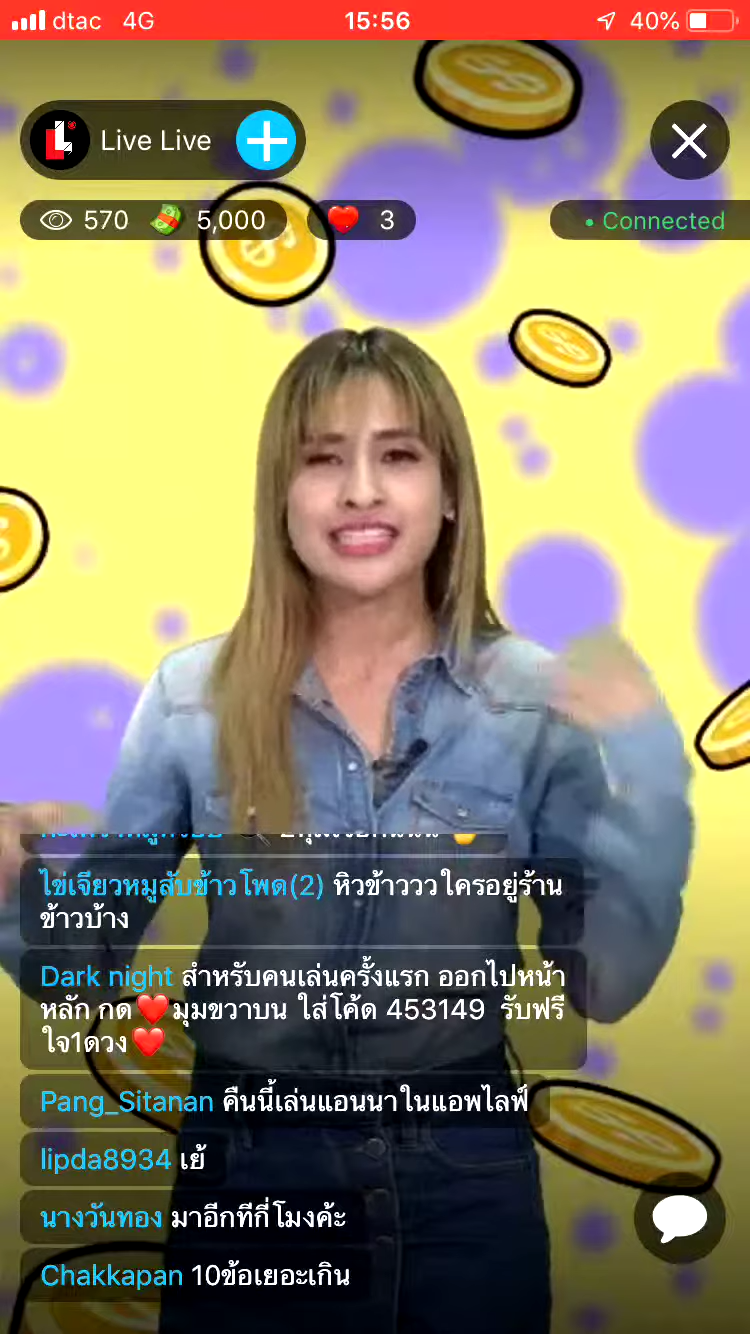 dtac 4G 15:56 40%
Live Live
570 5,000 3 • Connected
ไข่เจียวหมูสับข้าวโพด(2) หิวข้าววว ใครอยู่ร้าน
ข้าวบ้าง
Dark night สำหรับคนเล่นครั้งแรก ออกไปหน้า
หลัก กด❤️มุมขวาบน ใส่โค้ด 453149 รับฟรี
ใจ1ดวง❤️
Pang_Sitanan คืนนี้เล่นแอนนาในแอพไลฟ์
lipda8934 เย้
นางวันทอง มาอีกทีกี่โมงค้ะ
Chakkapan 10ข้อเยอะเกิน